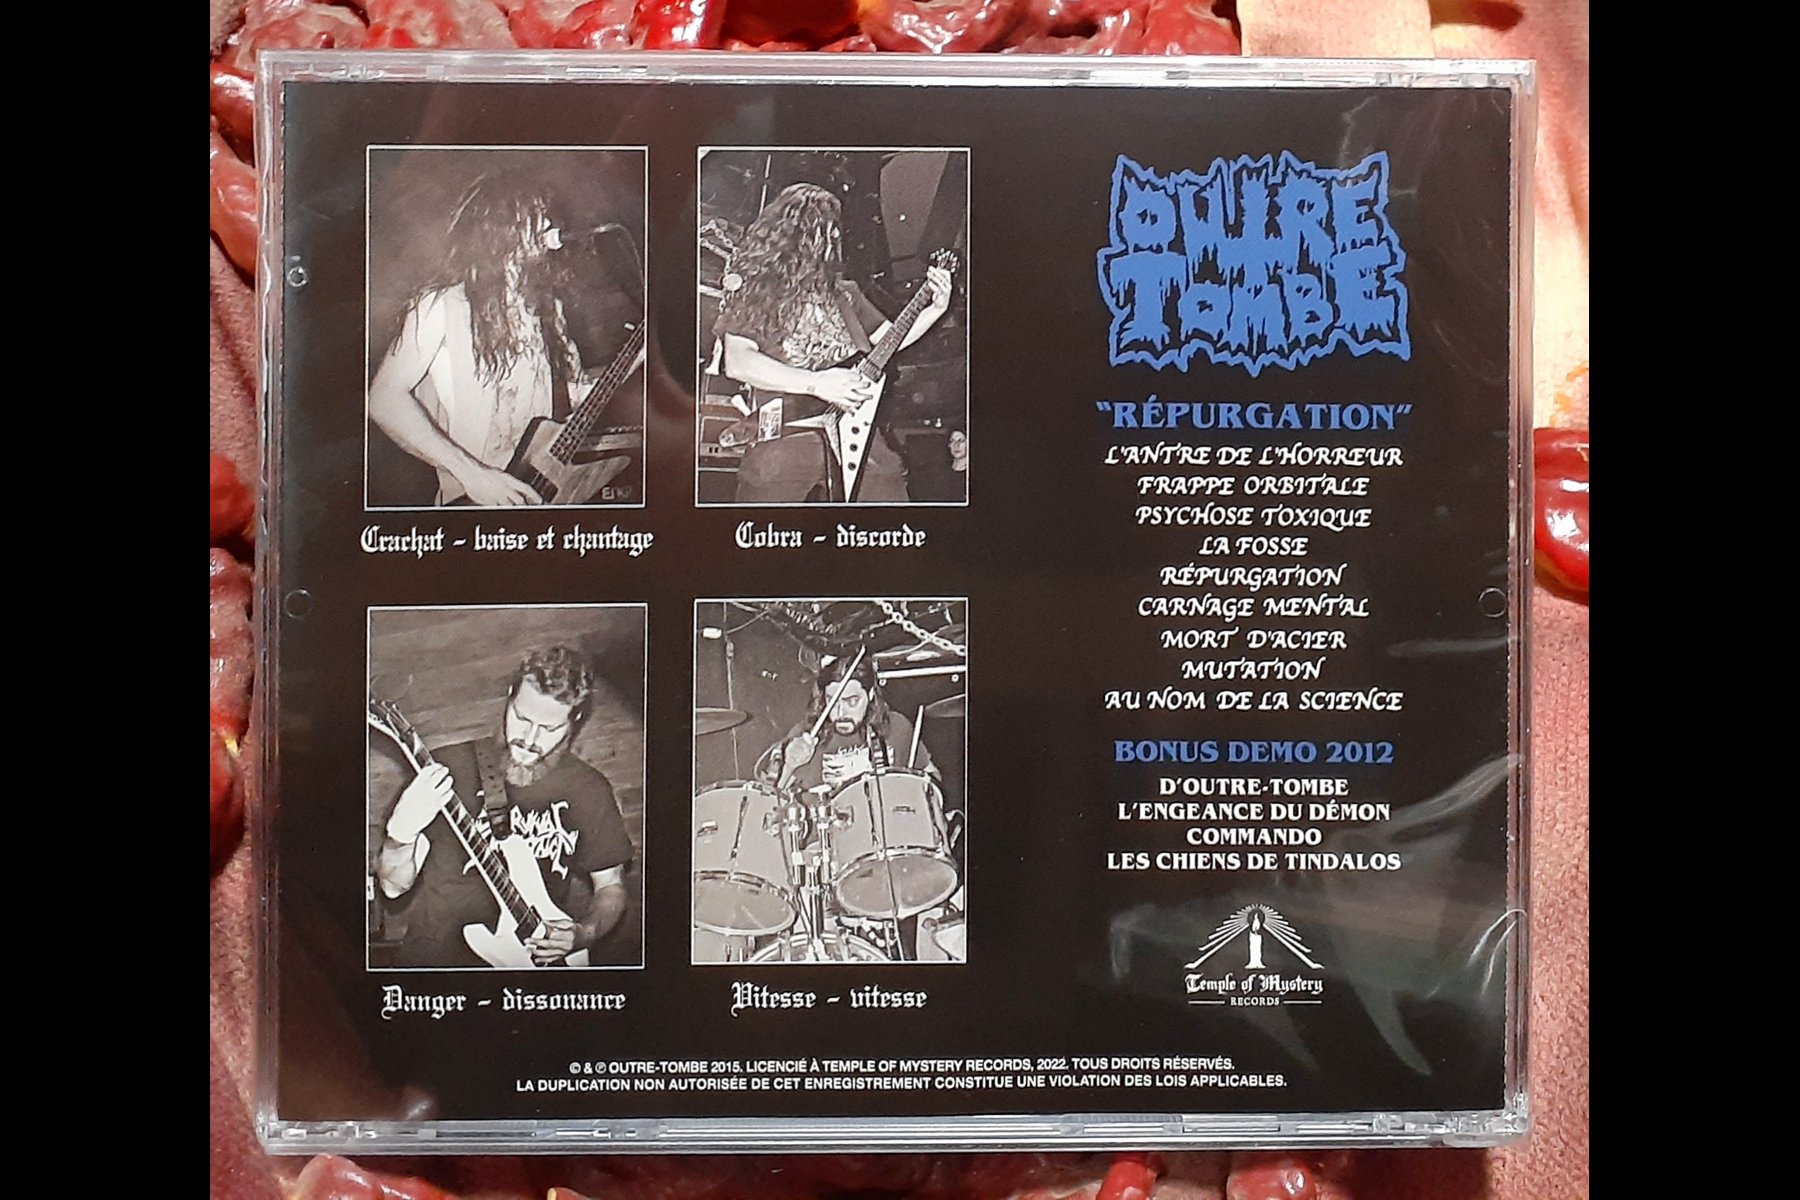 Crachat - baise et chantage
Cobra - discorde
Danger - dissonance
Vitesse - vitesse
OUTRE
TOMBE
"RÉPURGATION"
L'ANTRE DE L'HORREUR
FRAPPE ORBITALE
PSYCHOSE TOXIQUE
LA FOSSE
RÉPURGATION
CARNAGE MENTAL
MORT D'ACIER
MUTATION
AU NOM DE LA SCIENCE
BONUS DEMO 2012
D'OUTRE-TOMBE
L'ENGEANCE DU DÉMON
COMMANDO
LES CHIENS DE TINDALOS
Temple of Mystery
RECORDS
© & ℗ OUTRE-TOMBE 2015. LICENCIÉ À TEMPLE OF MYSTERY RECORDS, 2022. TOUS DROITS RÉSERVÉS.
LA DUPLICATION NON AUTORISÉE DE CET ENREGISTREMENT CONSTITUE UNE VIOLATION DES LOIS APPLICABLES.